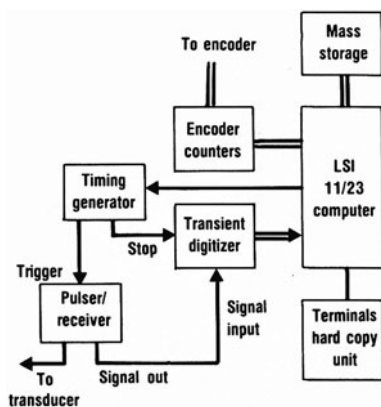 Mass
storage
To encoder
Encoder
counters
LSI
11/23
computer
Timing
generator
Transient
digitizer
Stop
Trigger
Pulser/
receiver
Signal
input
Terminals
hard copy
unit
To
transducer
Signal out